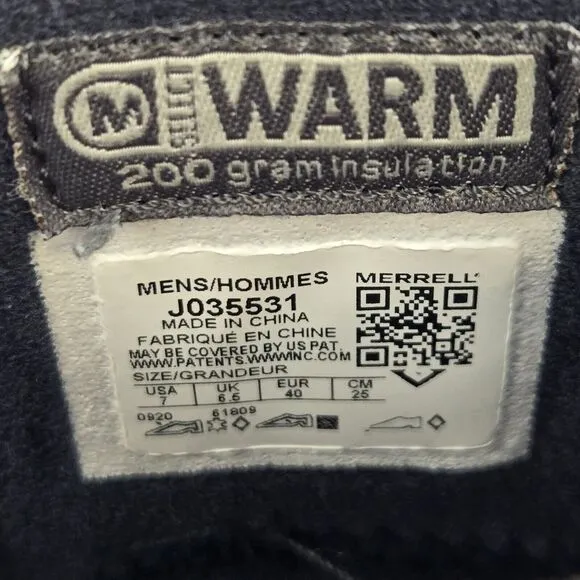 M SELECT WARM
200 gram insulation
MENS/HOMMES
J035531
MADE IN CHINA
FABRIQUÉ EN CHINE
MAY BE COVERED BY US PAT.
WWW.PATENTS.WWWINC.COM
SIZE/GRANDEUR
USA UK EUR CM
7 6.5 40 25
0920 61809
MERRELL